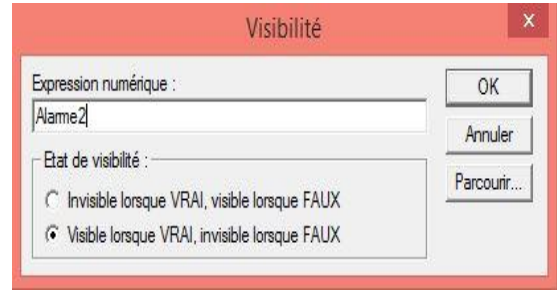 Visibilité
x
Expression numérique :
OK
Alarme2
Annuler
Etat de visibilité :
Parcourir...
Invisible lorsque VRAI, visible lorsque FAUX
Visible lorsque VRAI, invisible lorsque FAUX